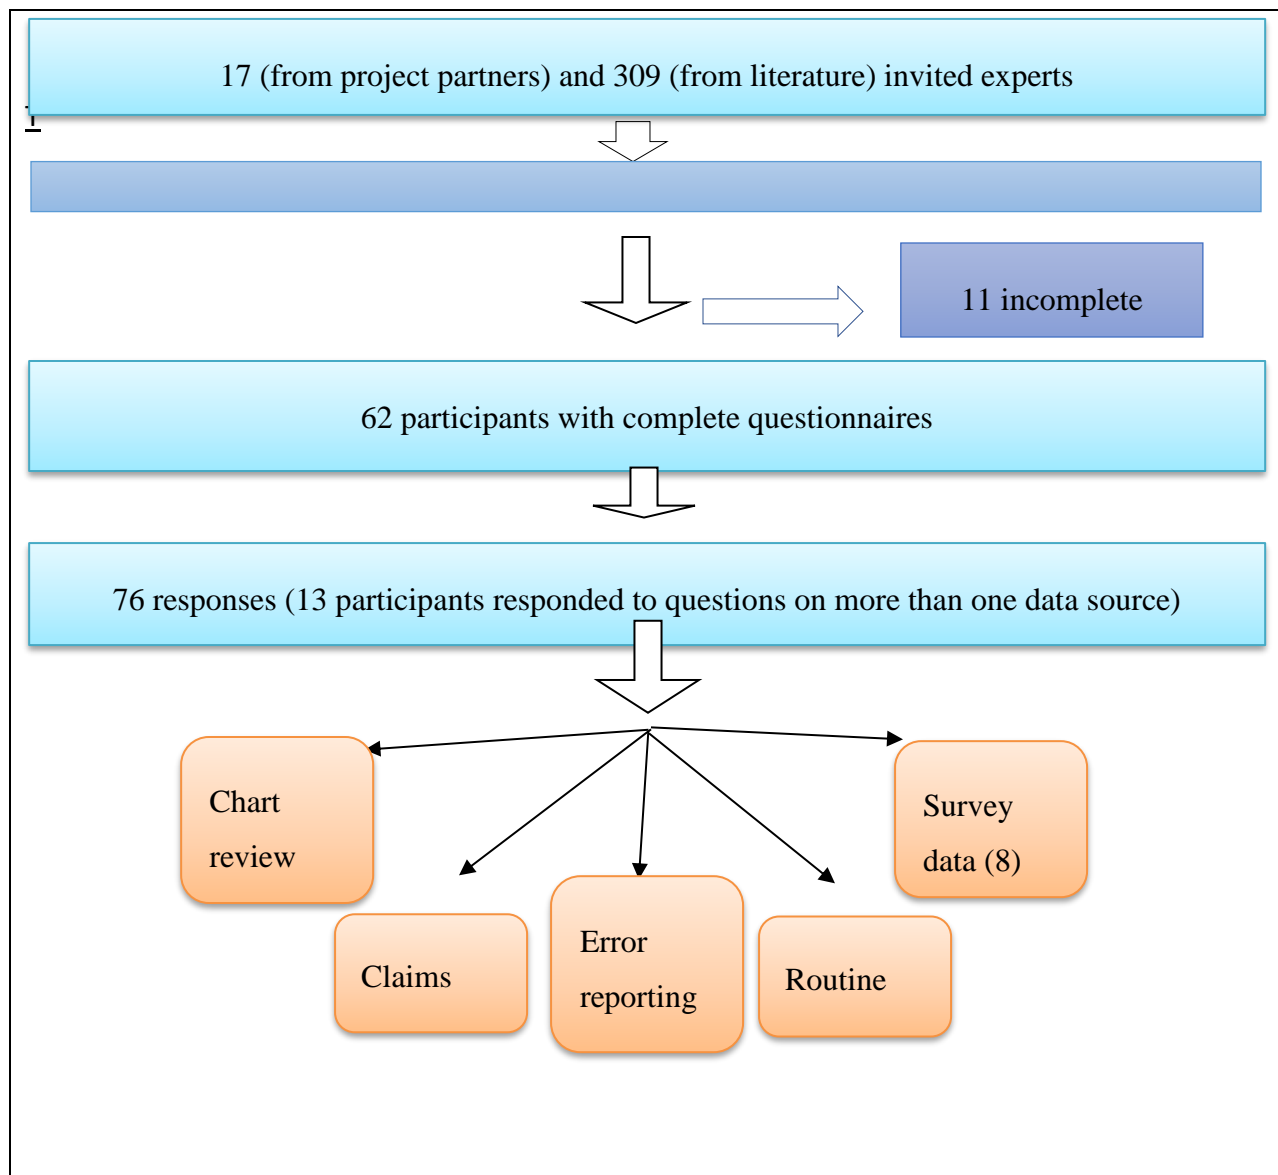 17 (from project partners) and 309 (from literature) invited experts
11 incomplete
62 participants with complete questionnaires
76 responses (13 participants responded to questions on more than one data source)
Chart
review
Survey
data (8)
Claims
Error
reporting
Routine